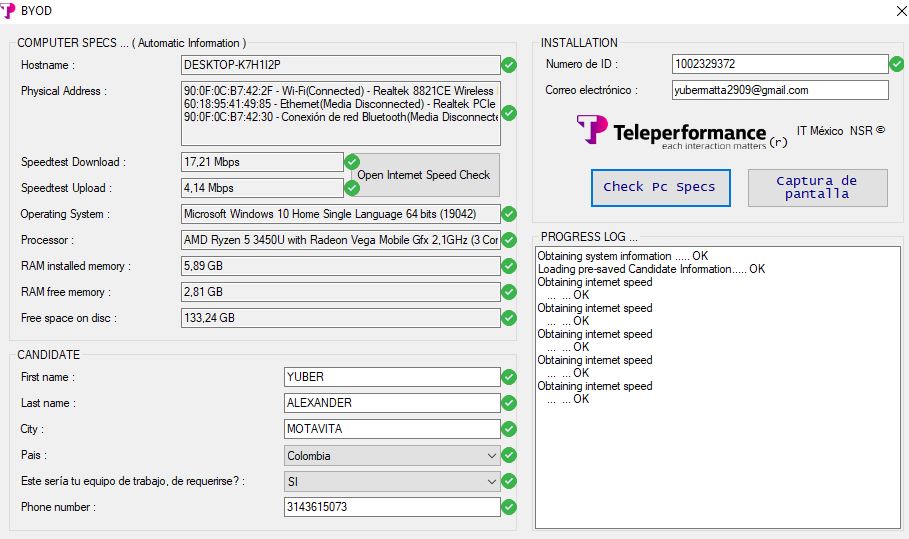 BYOD
COMPUTER SPECS ... ( Automatic Information )
Hostname :
DESKTOP-K7H1I2P
Physical Address :
90:0F:0C:B7:42:2F - Wi-Fi(Connected) - Realtek 8821CE Wireless
60:18:95:41:49:85 - Ethernet(Media Disconnected) - Realtek PCIe
90:0F:0C:B7:42:30 - Conexión de red Bluetooth(Media Disconnecte
Speedtest Download :
17,21 Mbps
Speedtest Upload :
4,14 Mbps
Open Internet Speed Check
Operating System :
Microsoft Windows 10 Home Single Language 64 bits (19042)
Processor :
AMD Ryzen 5 3450U with Radeon Vega Mobile Gfx 2,1GHz (3 Cor
RAM installed memory :
5,89 GB
RAM free memory :
2,81 GB
Free space on disc :
133,24 GB
CANDIDATE
First name :
YUBER
Last name :
ALEXANDER
City :
MOTAVITA
Pais :
Colombia
Este sería tu equipo de trabajo, de requerirse? :
SI
Phone number :
3143615073
INSTALLATION
Numero de ID :
1002329372
Correo electrónico :
yubermatta2909@gmail.com
Teleperformance
each interaction matters
(r)
IT México NSR ©
Check Pc Specs
Captura de
pantalla
PROGRESS LOG ...
Obtaining system information ..... OK
Loading pre-saved Candidate Information..... OK
Obtaining internet speed
... ... OK
Obtaining internet speed
... ... OK
Obtaining internet speed
... ... OK
Obtaining internet speed
... ... OK
Obtaining internet speed
... ... OK